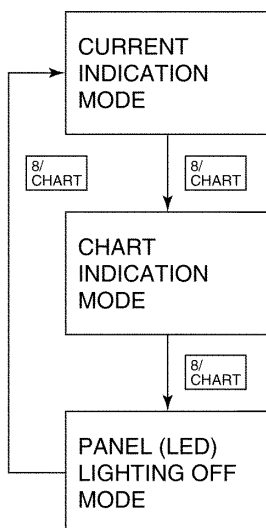 CURRENT
INDICATION
MODE
8/
CHART
8/
CHART
CHART
INDICATION
MODE
8/
CHART
PANEL (LED)
LIGHTING OFF
MODE